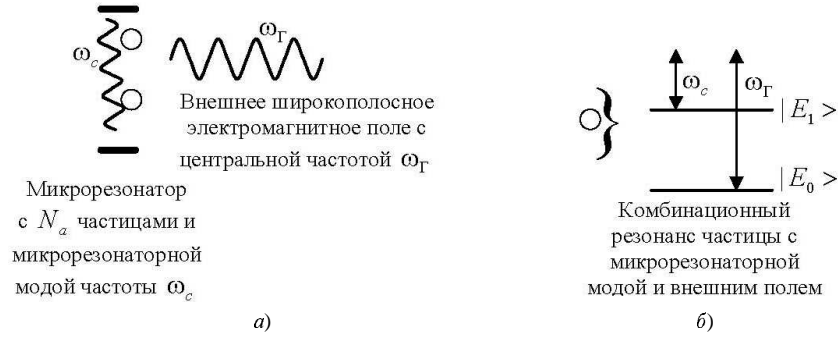 ω_c
ω_Г
Внешнее широкополосное
электромагнитное поле с
центральной частотой ω_Г
Микрорезонатор
с N_a частицами и
микрорезонаторной
модой частоты ω_c
а)
ω_c
ω_Г
| E_1 >
| E_0 >
Комбинационный
резонанс частицы с
микрорезонаторной
модой и внешним полем
б)